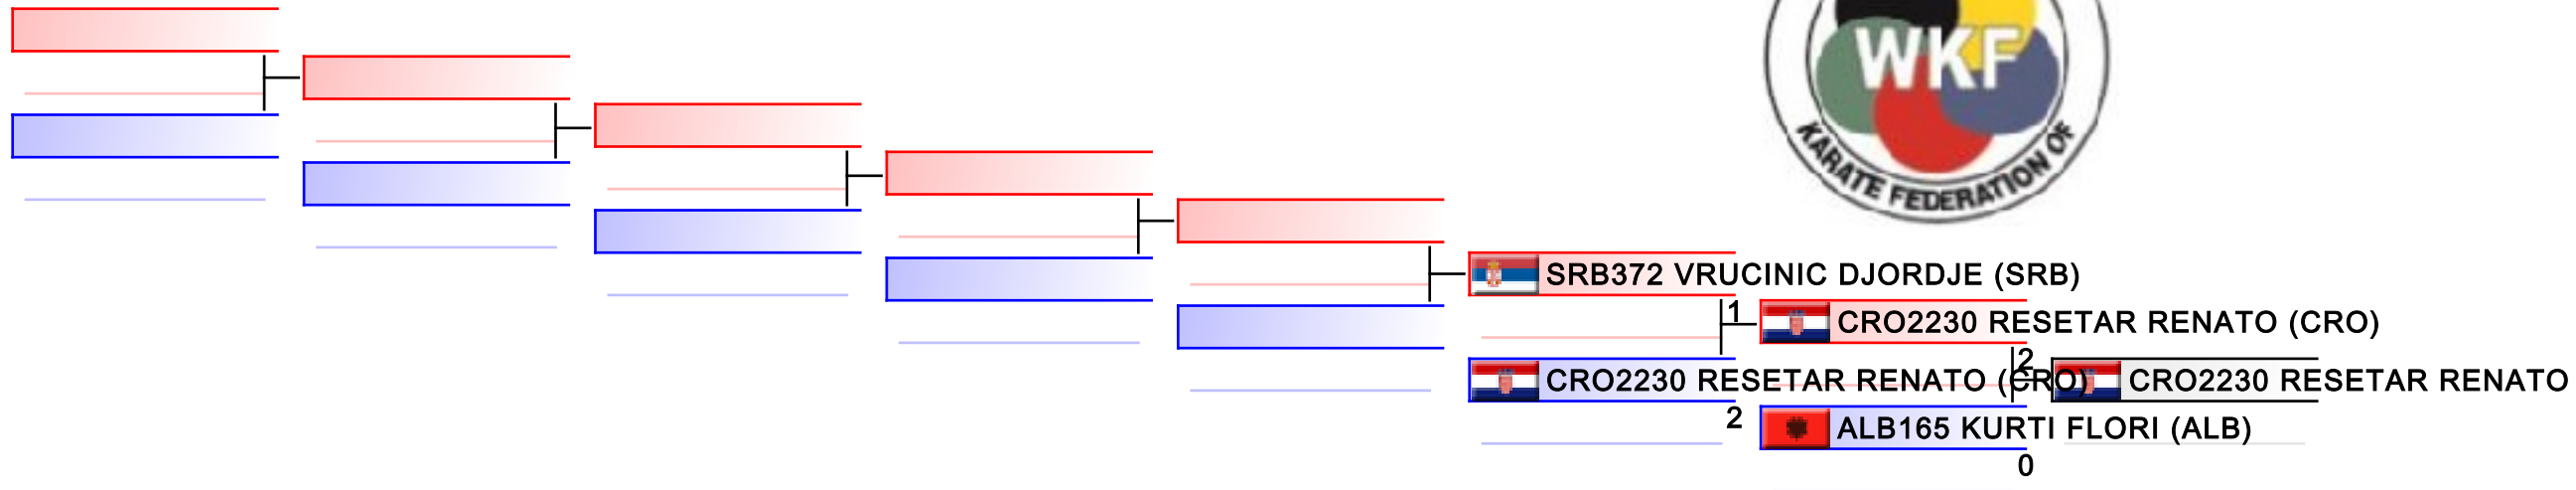 WKF
KARATE FEDERATION OF
SRB372 VRUCINIC DJORDJE (SRB)
1
CRO2230 RESETAR RENATO (CRO)
2
CRO2230 RESETAR RENATO (CRO)
CRO2230 RESETAR RENATO
2
ALB165 KURTI FLORI (ALB)
0